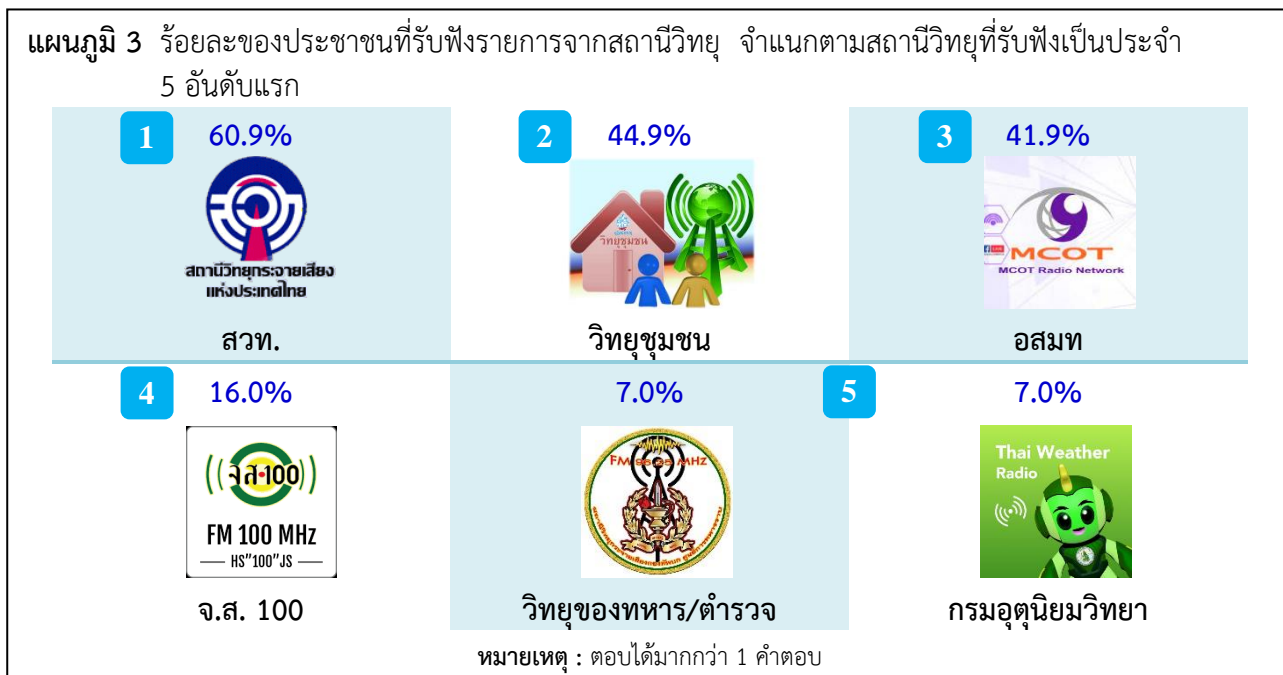 แผนภูมิ 3 ร้อยละของประชาชนที่รับฟังรายการจากสถานีวิทยุ จำแนกตามสถานีวิทยุที่รับฟังเป็นประจำ
5 อันดับแรก
1 60.9%
สถานีวิทยุกระจายเสียง
แห่งประเทศไทย
สวท.
2 44.9%
วิทยุชุมชน
วิทยุชุมชน
3 41.9%
MCOT
MCOT Radio Network
อสมท
4 16.0%
จส•100
FM 100 MHz
HS"100"JS
จ.ส. 100
7.0%
วิทยุของทหาร/ตำรวจ
5 7.0%
Thai Weather
Radio
กรมอุตุนิยมวิทยา
หมายเหตุ : ตอบได้มากกว่า 1 คำตอบ